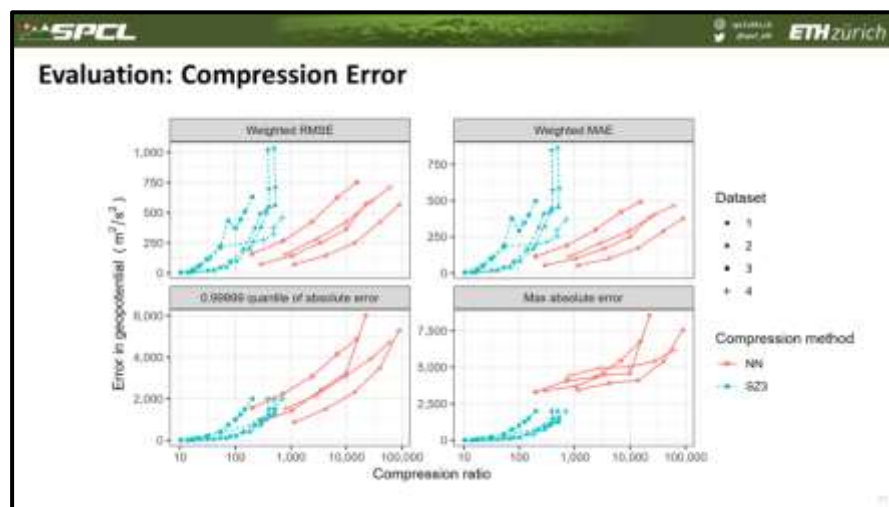 SPCL
ETH zürich
Evaluation: Compression Error
Weighted RMSE
Weighted MAE
1,000
750
500
250
0
750
500
250
0
0.99999 quantile of absolute error
Max absolute error
6,000
4,000
2,000
0
7,500
5,000
2,500
0
Error in geopotential ( m²/s² )
10
100
1,000
10,000
100,000
10
100
1,000
10,000
100,000
Compression ratio
Dataset
1
2
3
4
Compression method
NN
SZ3